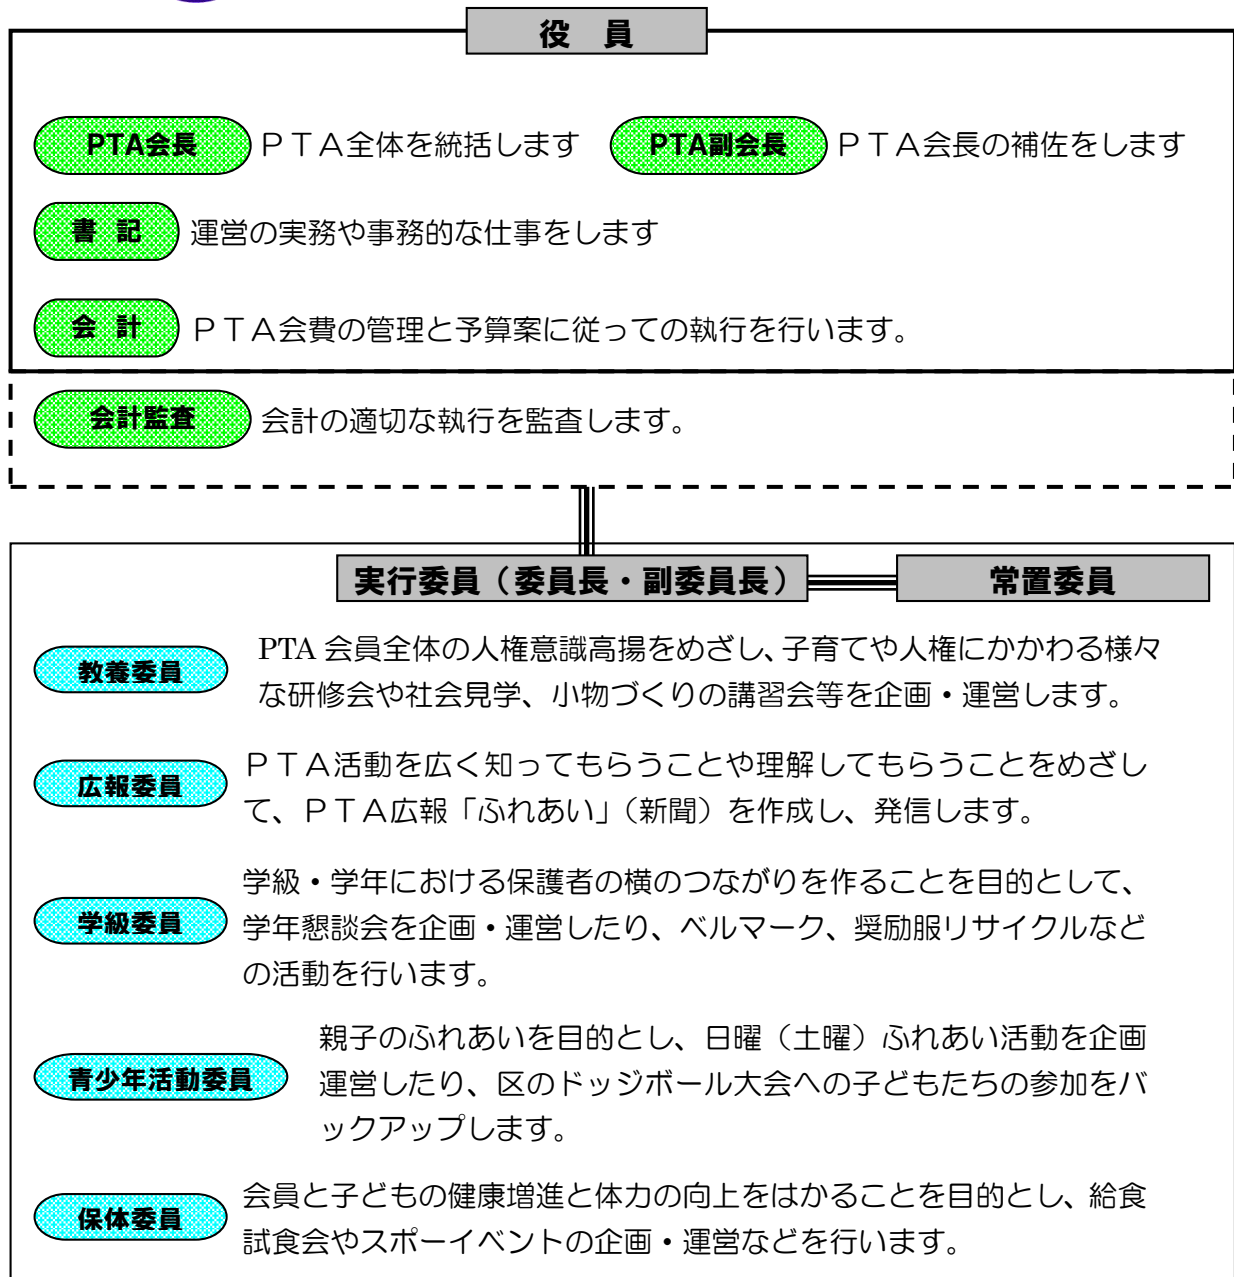 役 員
PTA会長 ＰＴＡ全体を統括します PTA副会長 ＰＴＡ会長の補佐をします
書 記 運営の実務や事務的な仕事をします
会 計 ＰＴＡ会費の管理と予算案に従っての執行を行います。
会計監査 会計の適切な執行を監査します。
実行委員（委員長・副委員長） 常置委員
教養委員
PTA 会員全体の人権意識高揚をめざし、子育てや人権にかかわる様々
な研修会や社会見学、小物づくりの講習会等を企画・運営します。
広報委員
ＰＴＡ活動を広く知ってもらうことや理解してもらうことをめざし
て、ＰＴＡ広報「ふれあい」（新聞）を作成し、発信します。
学級委員
学級・学年における保護者の横のつながりを作ることを目的として、
学年懇談会を企画・運営したり、ベルマーク、奨励服リサイクルなど
の活動を行います。
青少年活動委員
親子のふれあいを目的とし、日曜（土曜）ふれあい活動を企画
運営したり、区のドッジボール大会への子どもたちの参加をバ
ックアップします。
保体委員
会員と子どもの健康増進と体力の向上をはかることを目的とし、給食
試食会やスポーイベントの企画・運営などを行います。